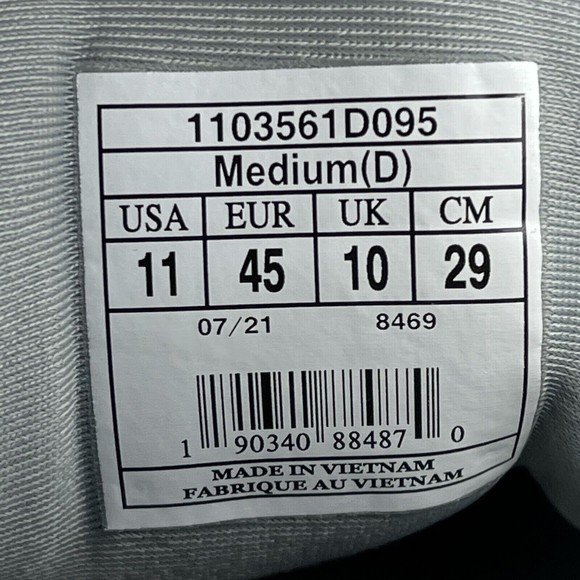 1103561D095
Medium(D)
USA EUR UK CM
11 45 10 29
07/21 8469
1 90340 88487 0
MADE IN VIETNAM
FABRIQUE AU VIETNAM